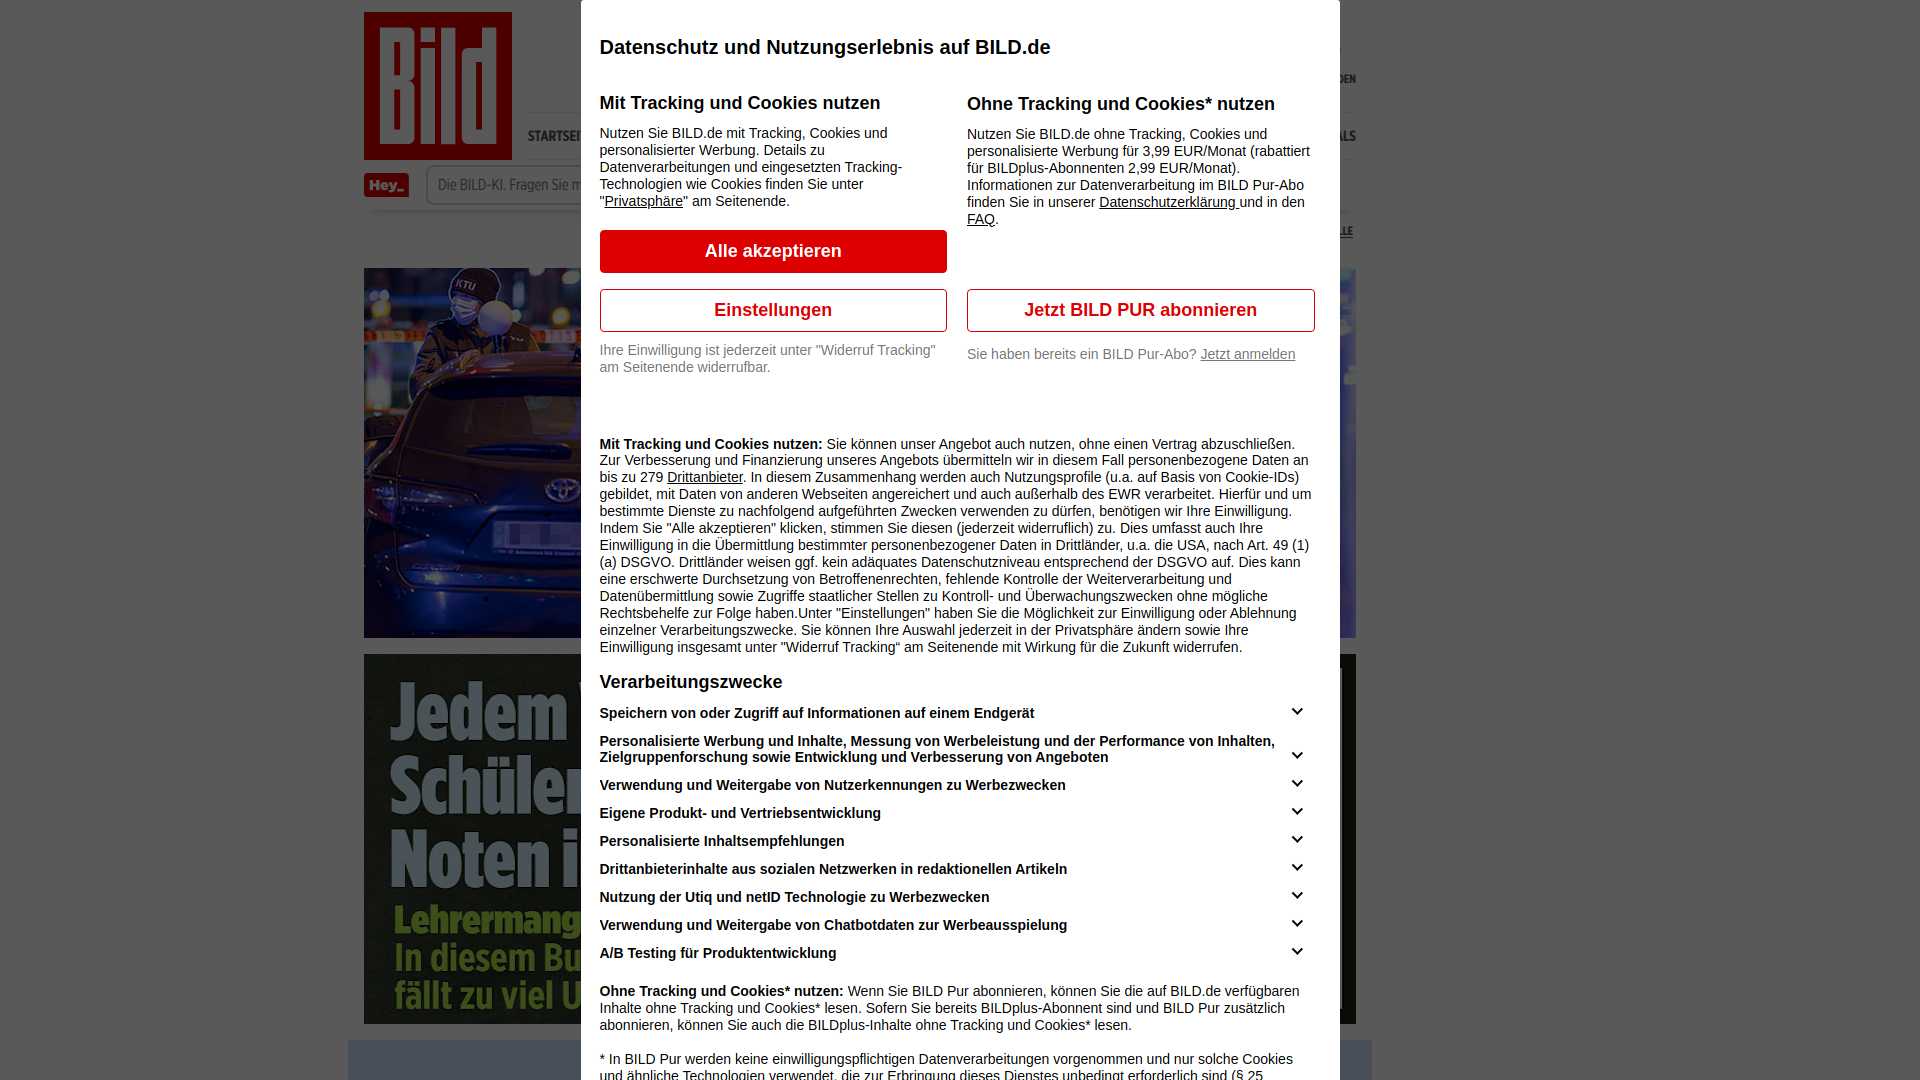 Bild
Datenschutz und Nutzungserlebnis auf BILD.de
Mit Tracking und Cookies nutzen
Nutzen Sie BILD.de mit Tracking, Cookies und
personalisierter Werbung. Details zu
Datenverarbeitungen und eingesetzten Tracking-
Technologien wie Cookies finden Sie unter
"Privatsphäre" am Seitenende.
Alle akzeptieren
Einstellungen
Ihre Einwilligung ist jederzeit unter "Widerruf Tracking"
am Seitenende widerrufbar.
Ohne Tracking und Cookies* nutzen
Nutzen Sie BILD.de ohne Tracking, Cookies und
personalisierte Werbung für 3,99 EUR/Monat (rabattiert
für BILDplus-Abonnenten 2,99 EUR/Monat).
Informationen zur Datenverarbeitung im BILD Pur-Abo
finden Sie in unserer Datenschutzerklärung und in den
FAQ.
Jetzt BILD PUR abonnieren
Sie haben bereits ein BILD Pur-Abo? Jetzt anmelden
STARTSEI
Hey_
Die BILD-KI. Fragen Sie m
KTU
Mit Tracking und Cookies nutzen: Sie können unser Angebot auch nutzen, ohne einen Vertrag abzuschließen.
Zur Verbesserung und Finanzierung unseres Angebots übermitteln wir in diesem Fall personenbezogene Daten an
bis zu 279 Drittanbieter. In diesem Zusammenhang werden auch Nutzungsprofile (u.a. auf Basis von Cookie-IDs)
gebildet, mit Daten von anderen Webseiten angereichert und auch außerhalb des EWR verarbeitet. Hierfür und um
bestimmte Dienste zu nachfolgend aufgeführten Zwecken verwenden zu dürfen, benötigen wir Ihre Einwilligung.
Indem Sie "Alle akzeptieren" klicken, stimmen Sie diesen (jederzeit widerruflich) zu. Dies umfasst auch Ihre
Einwilligung in die Übermittlung bestimmter personenbezogener Daten in Drittländer, u.a. die USA, nach Art. 49 (1)
(a) DSGVO. Drittländer weisen ggf. kein adäquates Datenschutzniveau entsprechend der DSGVO auf. Dies kann
eine erschwerte Durchsetzung von Betroffenenrechten, fehlende Kontrolle der Weiterverarbeitung und
Datenübermittlung sowie Zugriffe staatlicher Stellen zu Kontroll- und Überwachungszwecken ohne mögliche
Rechtsbehelfe zur Folge haben.Unter "Einstellungen" haben Sie die Möglichkeit zur Einwilligung oder Ablehnung
einzelner Verarbeitungszwecke. Sie können Ihre Auswahl jederzeit in der Privatsphäre ändern sowie Ihre
Einwilligung insgesamt unter "Widerruf Tracking“ am Seitenende mit Wirkung für die Zukunft widerrufen.
Verarbeitungszwecke
Speichern von oder Zugriff auf Informationen auf einem Endgerät
Personalisierte Werbung und Inhalte, Messung von Werbeleistung und der Performance von Inhalten,
Zielgruppenforschung sowie Entwicklung und Verbesserung von Angeboten
Verwendung und Weitergabe von Nutzerkennungen zu Werbezwecken
Eigene Produkt- und Vertriebsentwicklung
Personalisierte Inhaltsempfehlungen
Drittanbieterinhalte aus sozialen Netzwerken in redaktionellen Artikeln
Nutzung der Utiq und netID Technologie zu Werbezwecken
Verwendung und Weitergabe von Chatbotdaten zur Werbeausspielung
A/B Testing für Produktentwicklung
Ohne Tracking und Cookies* nutzen: Wenn Sie BILD Pur abonnieren, können Sie die auf BILD.de verfügbaren
Inhalte ohne Tracking und Cookies* lesen. Sofern Sie bereits BILDplus-Abonnent sind und BILD Pur zusätzlich
abonnieren, können Sie auch die BILDplus-Inhalte ohne Tracking und Cookies* lesen.
* In BILD Pur werden keine einwilligungspflichtigen Datenverarbeitungen vorgenommen und nur solche Cookies
und ähnliche Technologien verwendet, die zur Erbringung dieses Dienstes unbedingt erforderlich sind (§ 25
Jedem
Schüler
Noten i
Lehrermang
In diesem Bu
fällt zu viel U
DEN
ALS
LLE